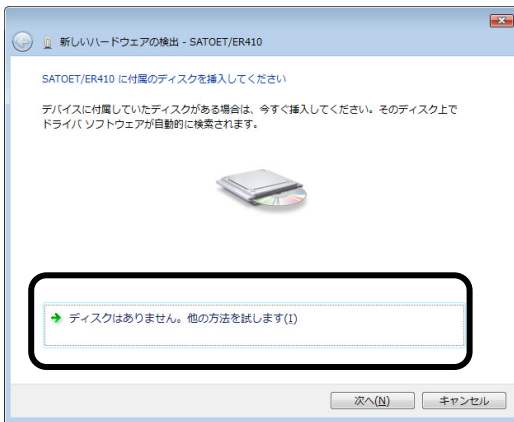 新しいハードウェアの検出 - SATOET/ER410
SATOET/ER410 に付属のディスクを挿入してください
デバイスに付属していたディスクがある場合は、今すぐ挿入してください。そのディスク上で
ドライバ ソフトウェアが自動的に検索されます。
ディスクはありません。他の方法を試します(I)
次へ(N) キャンセル